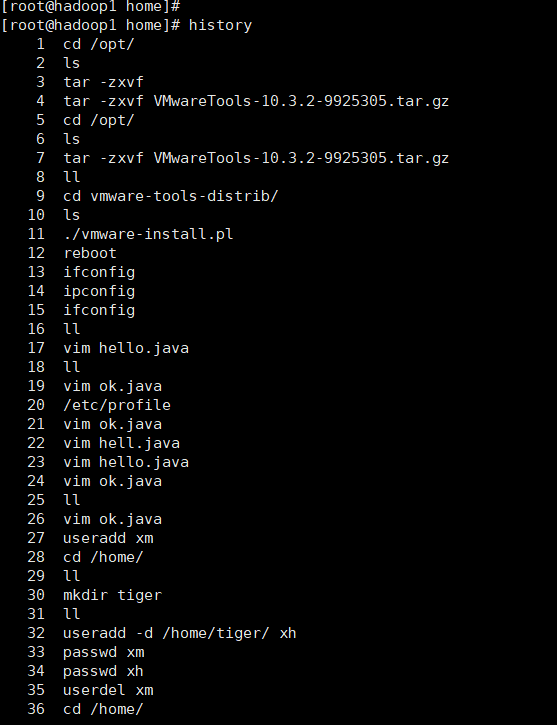 [root@hadoop1 home]#
[root@hadoop1 home]# history
1 cd /opt/
2 ls
3 tar -zxvf
4 tar -zxvf VMwareTools-10.3.2-9925305.tar.gz
5 cd /opt/
6 ls
7 tar -zxvf VMwareTools-10.3.2-9925305.tar.gz
8 ll
9 cd vmware-tools-distrib/
10 ls
11 ./vmware-install.pl
12 reboot
13 ifconfig
14 ipconfig
15 ifconfig
16 ll
17 vim hello.java
18 ll
19 vim ok.java
20 /etc/profile
21 vim ok.java
22 vim hell.java
23 vim hello.java
24 vim ok.java
25 ll
26 vim ok.java
27 useradd xm
28 cd /home/
29 ll
30 mkdir tiger
31 ll
32 useradd -d /home/tiger/ xh
33 passwd xm
34 passwd xh
35 userdel xm
36 cd /home/